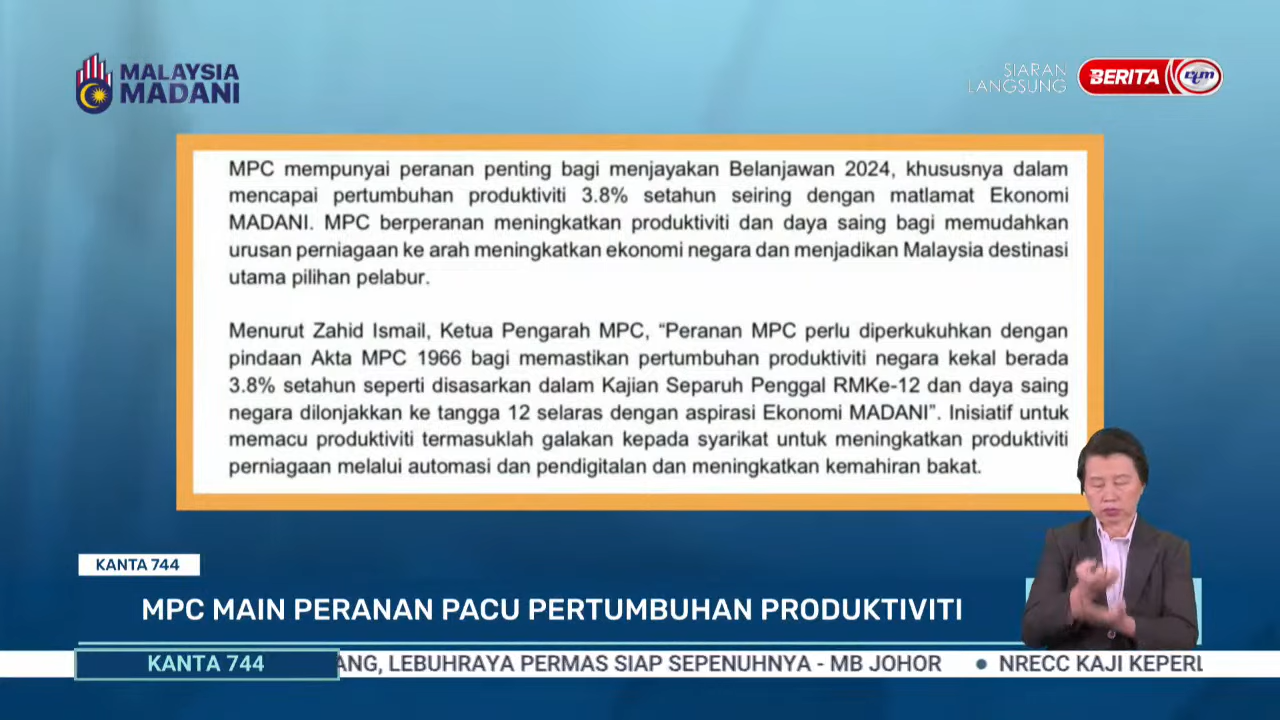 MALAYSIA
MADANI
SIARAN
LANGSUNG
BERITA rtm
MPC mempunyai peranan penting bagi menjayakan Belanjawan 2024, khususnya dalam
mencapai pertumbuhan produktiviti 3.8% setahun seiring dengan matlamat Ekonomi
MADANI. MPC berperanan meningkatkan produktiviti dan daya saing bagi memudahkan
urusan perniagaan ke arah meningkatkan ekonomi negara dan menjadikan Malaysia destinasi
utama pilihan pelabur.
Menurut Zahid Ismail, Ketua Pengarah MPC, “Peranan MPC perlu diperkukuhkan dengan
pindaan Akta MPC 1966 bagi memastikan pertumbuhan produktiviti negara kekal berada
3.8% setahun seperti disasarkan dalam Kajian Separuh Penggal RMKe-12 dan daya saing
negara dilonjakkan ke tangga 12 selaras dengan aspirasi Ekonomi MADANI”. Inisiatif untuk
memacu produktiviti termasuklah galakan kepada syarikat untuk meningkatkan produktiviti
perniagaan melalui automasi dan pendigitalan dan meningkatkan kemahiran bakat.
KANTA 744
MPC MAIN PERANAN PACU PERTUMBUHAN PRODUKTIVITI
KANTA 744
ANG, LEBUHRAYA PERMAS SIAP SEPENUHNYA - MB JOHOR • NRECC KAJI KEPERL